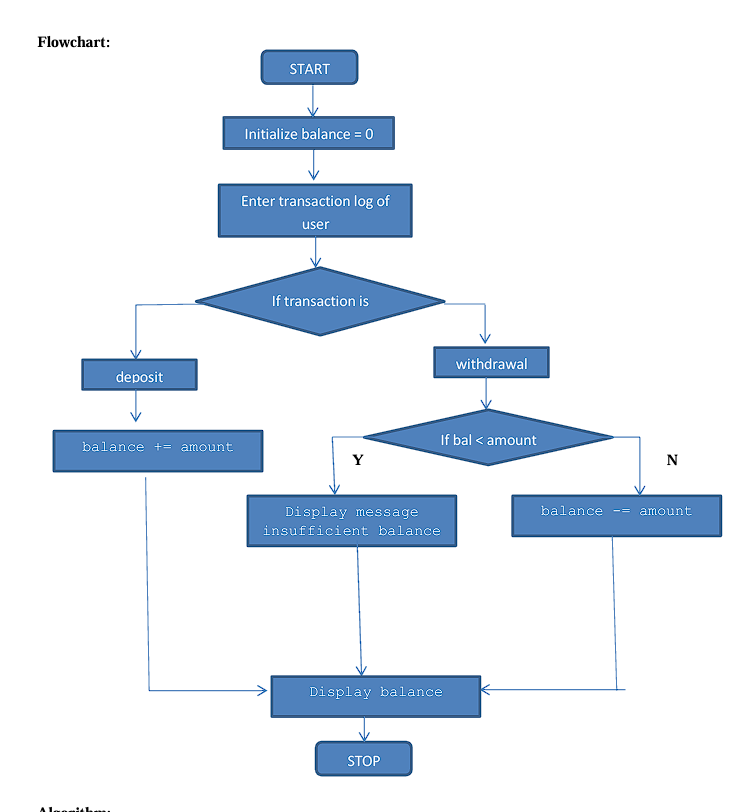 Flowchart:
START
Initialize balance = 0
Enter transaction log of
user
If transaction is
deposit
withdrawal
balance += amount
If bal < amount
Y
N
Display message
insufficient balance
balance -= amount
Display balance
STOP
Algorithm: